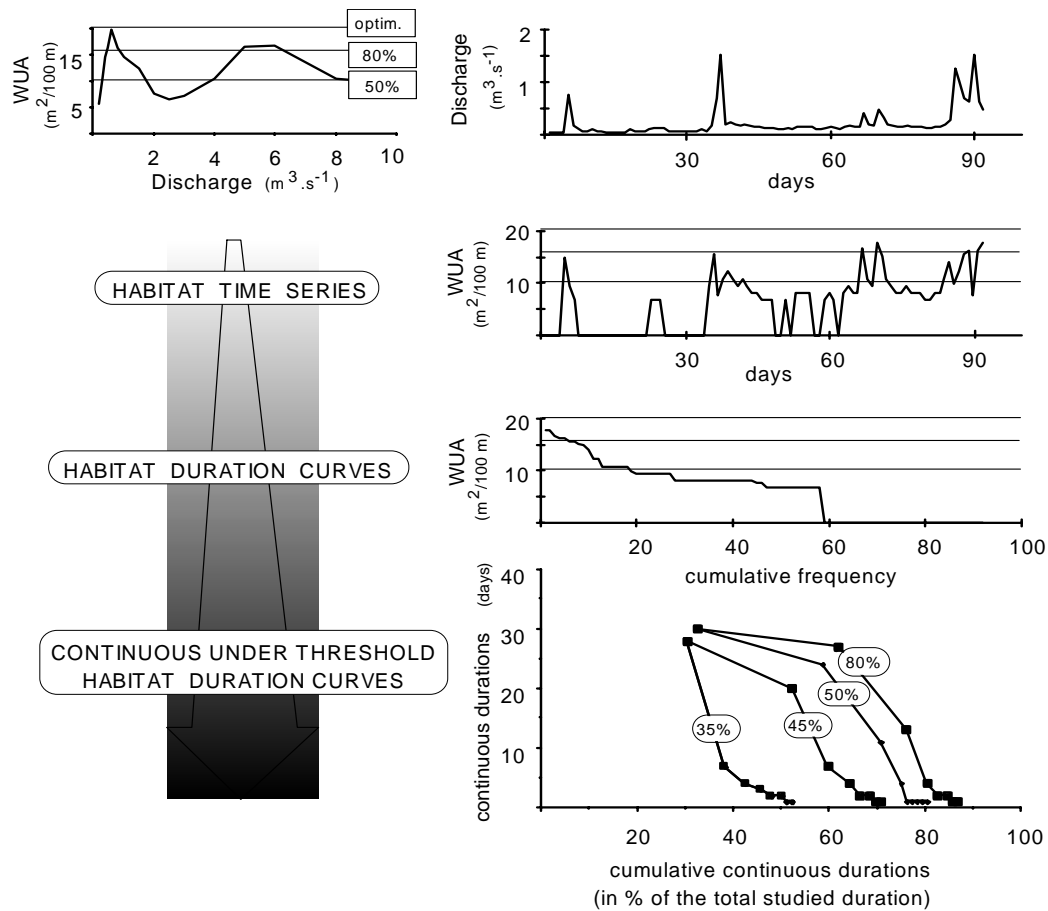 optim.
80%
50%
15
5
WUA
(m²/100 m)
2 4 6 8 10
Discharge (m³.s⁻¹)
2
1
0
Discharge
(m³.s⁻¹)
30 60 90
days
HABITAT TIME SERIES
20
10
WUA
(m²/100 m)
30 60 90
days
HABITAT DURATION CURVES
20
10
WUA
(m²/100 m)
20 40 60 80 100
cumulative frequency
CONTINUOUS UNDER THRESHOLD
HABITAT DURATION CURVES
40
30
20
10
continuous durations (days)
80%
50%
45%
35%
0 20 40 60 80 100
cumulative continuous durations
(in % of the total studied duration)